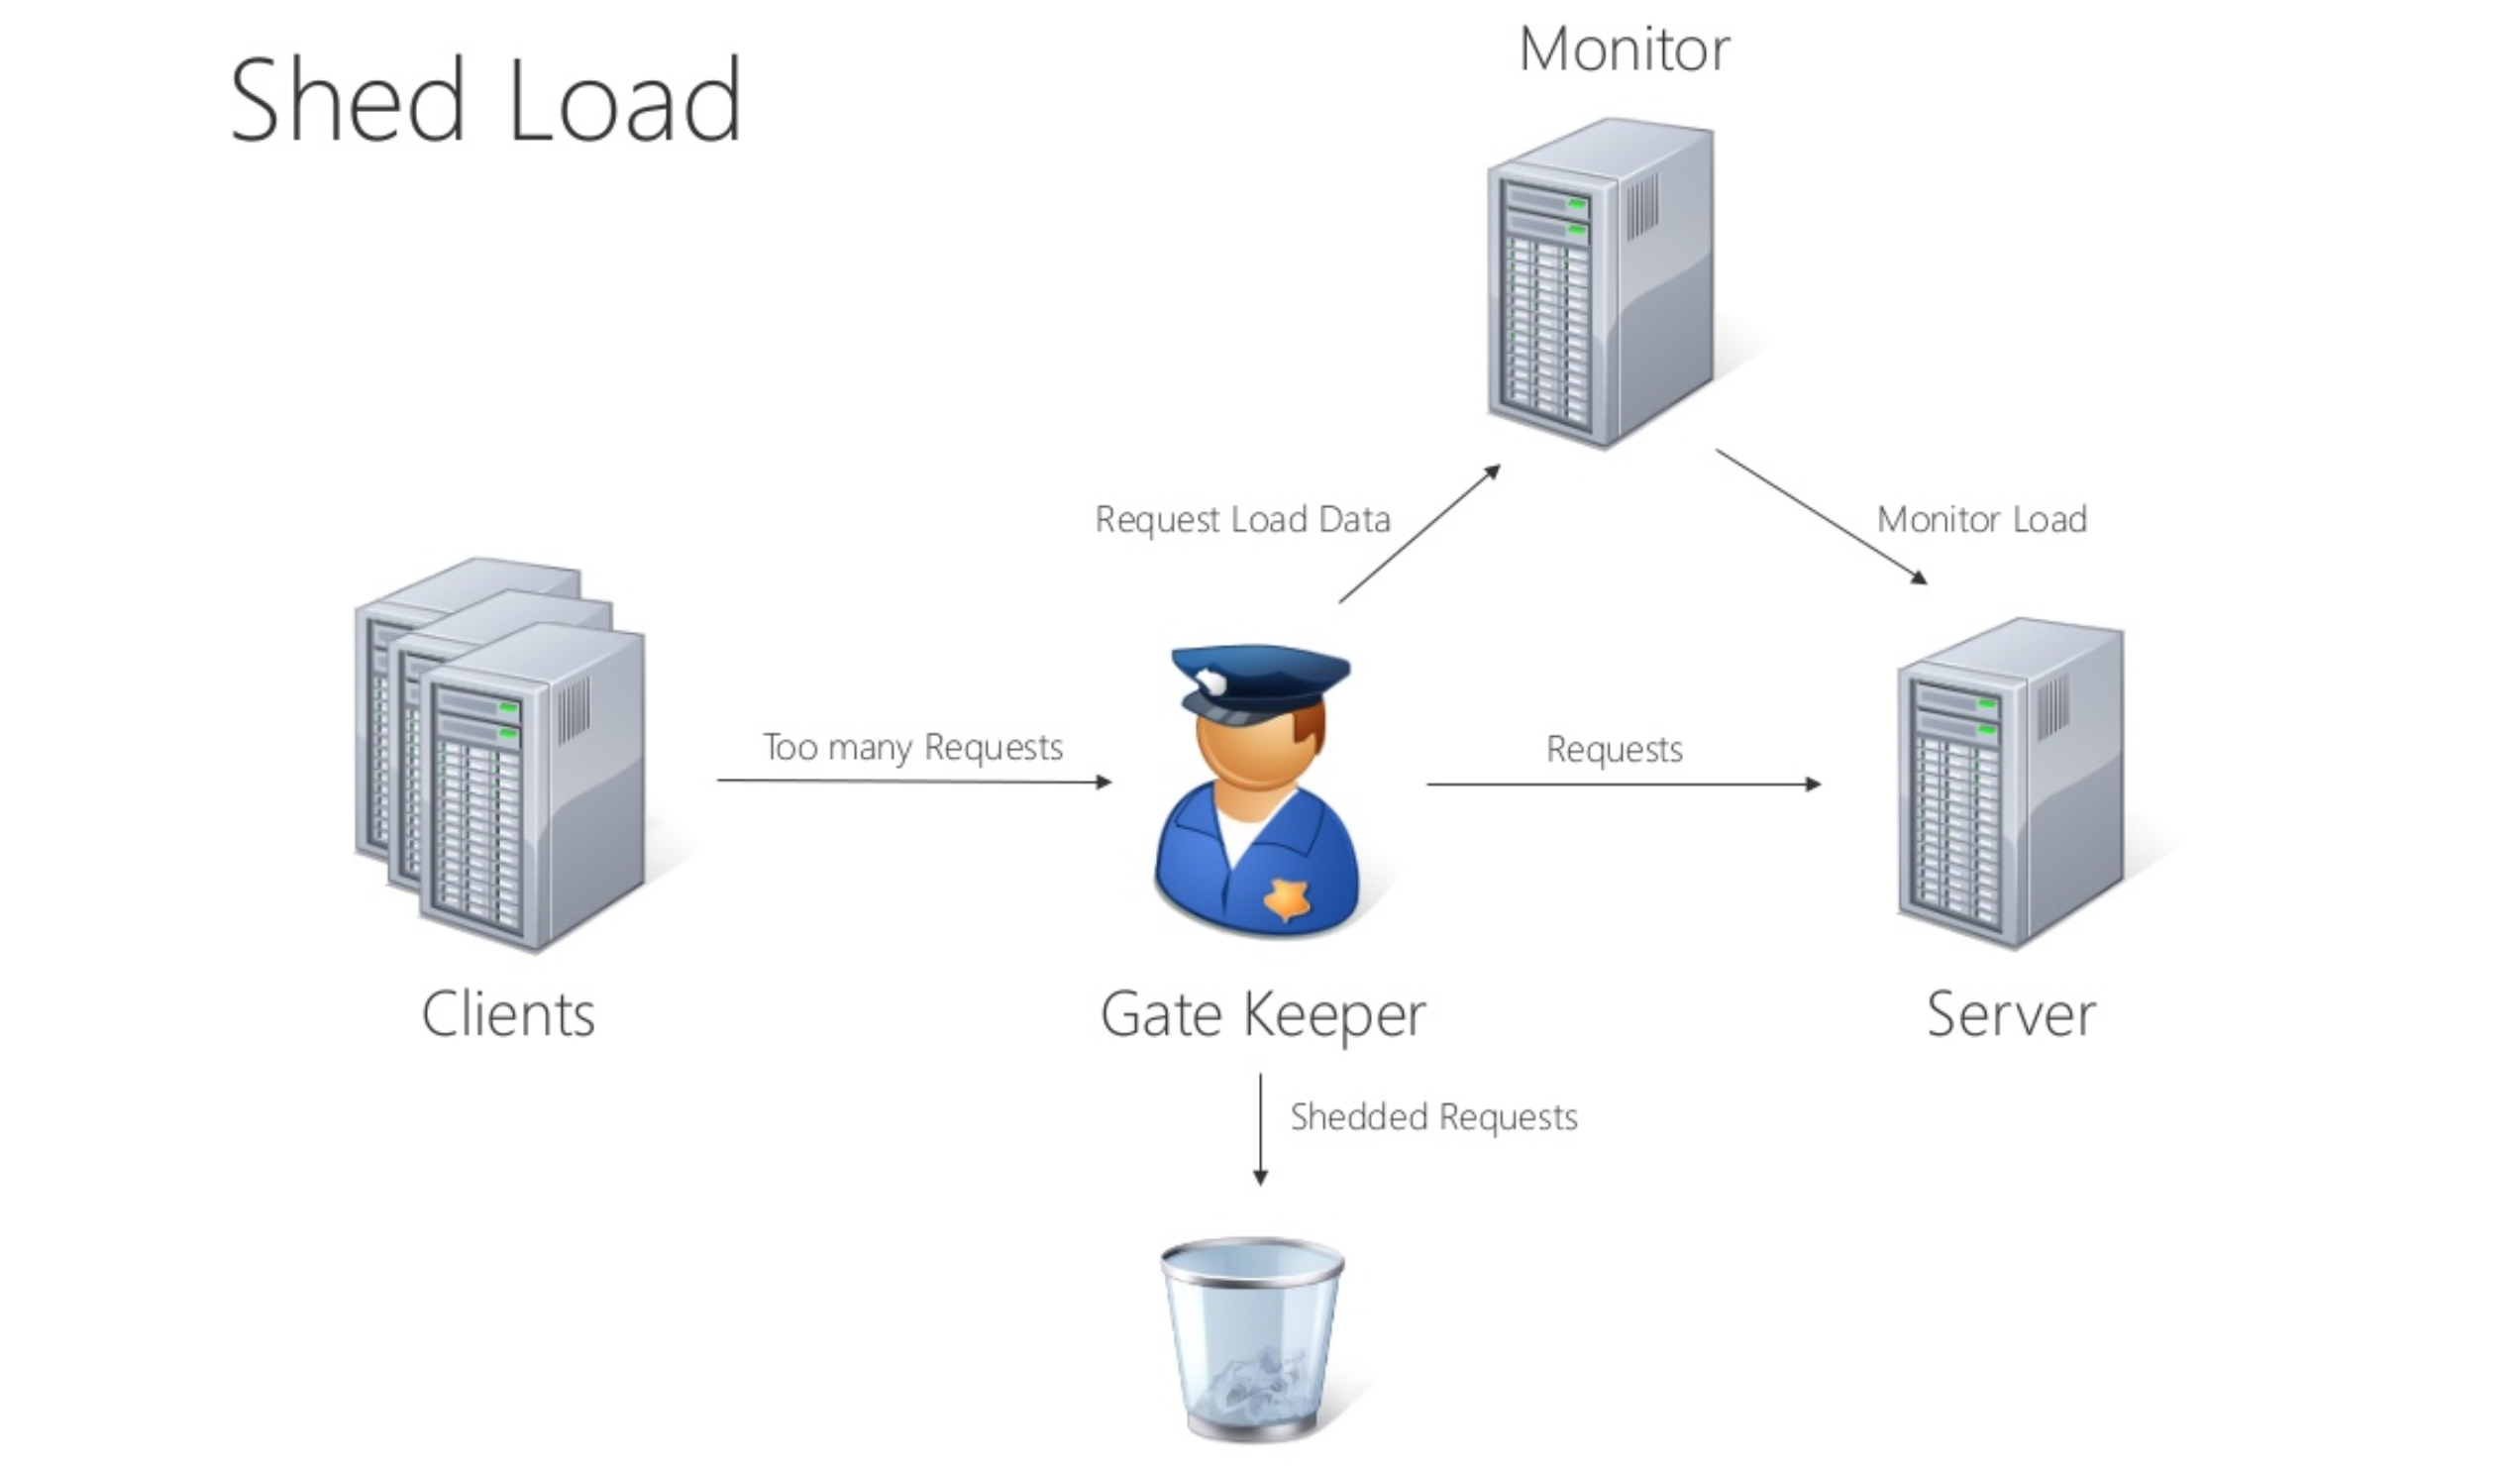 Shed Load
Monitor
Request Load Data
Monitor Load
Too many Requests
Requests
Clients
Gate Keeper
Server
Shedded Requests